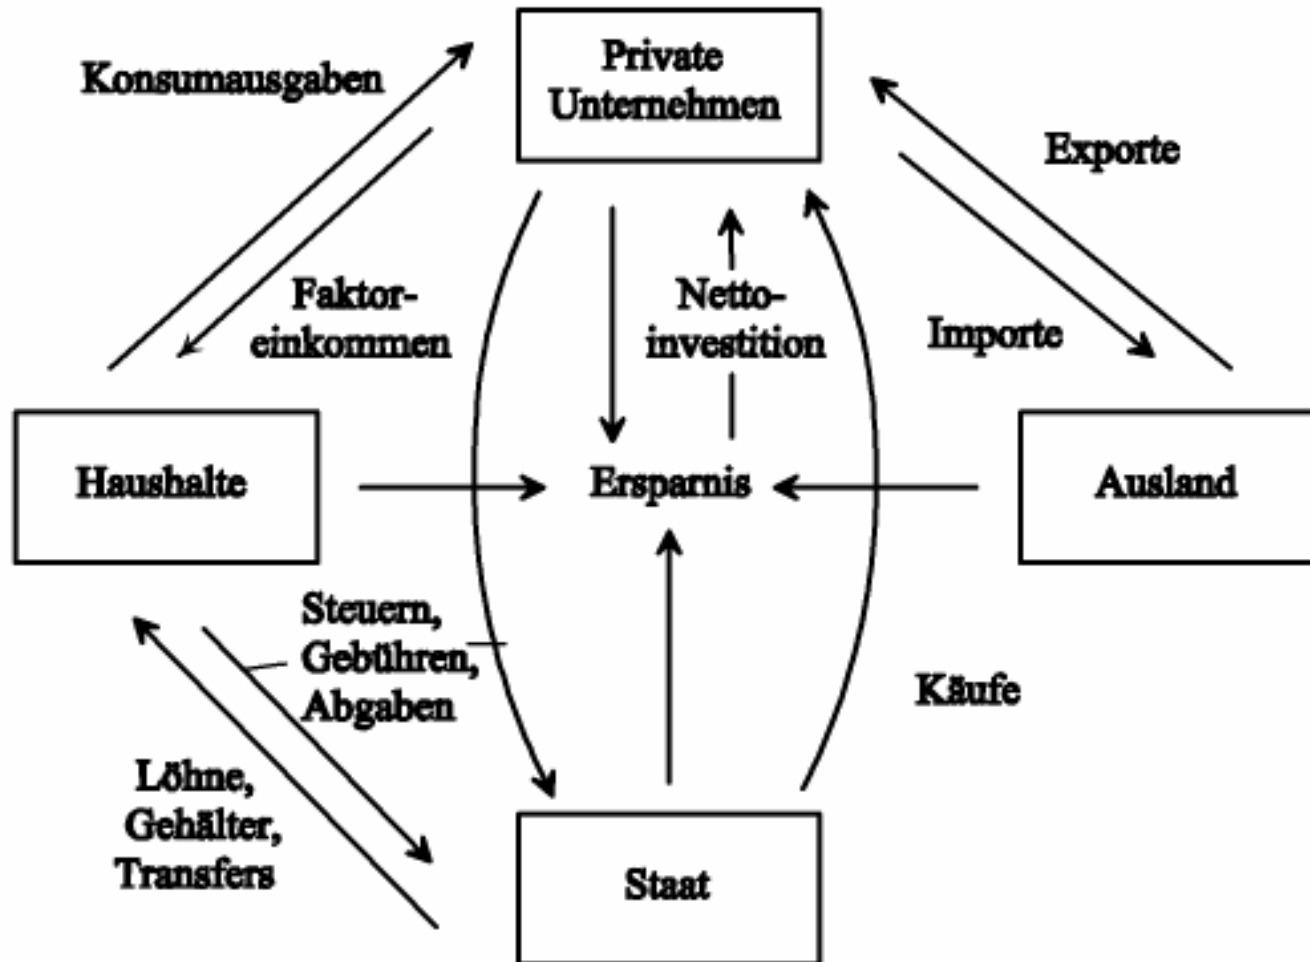 Private
Unternehmen
Konsumausgaben
Exporte
Faktor-
einkommen
Netto-
investition
Importe
Haushalte
Ersparnis
Ausland
Steuern,
Gebühren,
Abgaben
Käufe
Löhne,
Gehälter,
Transfers
Staat